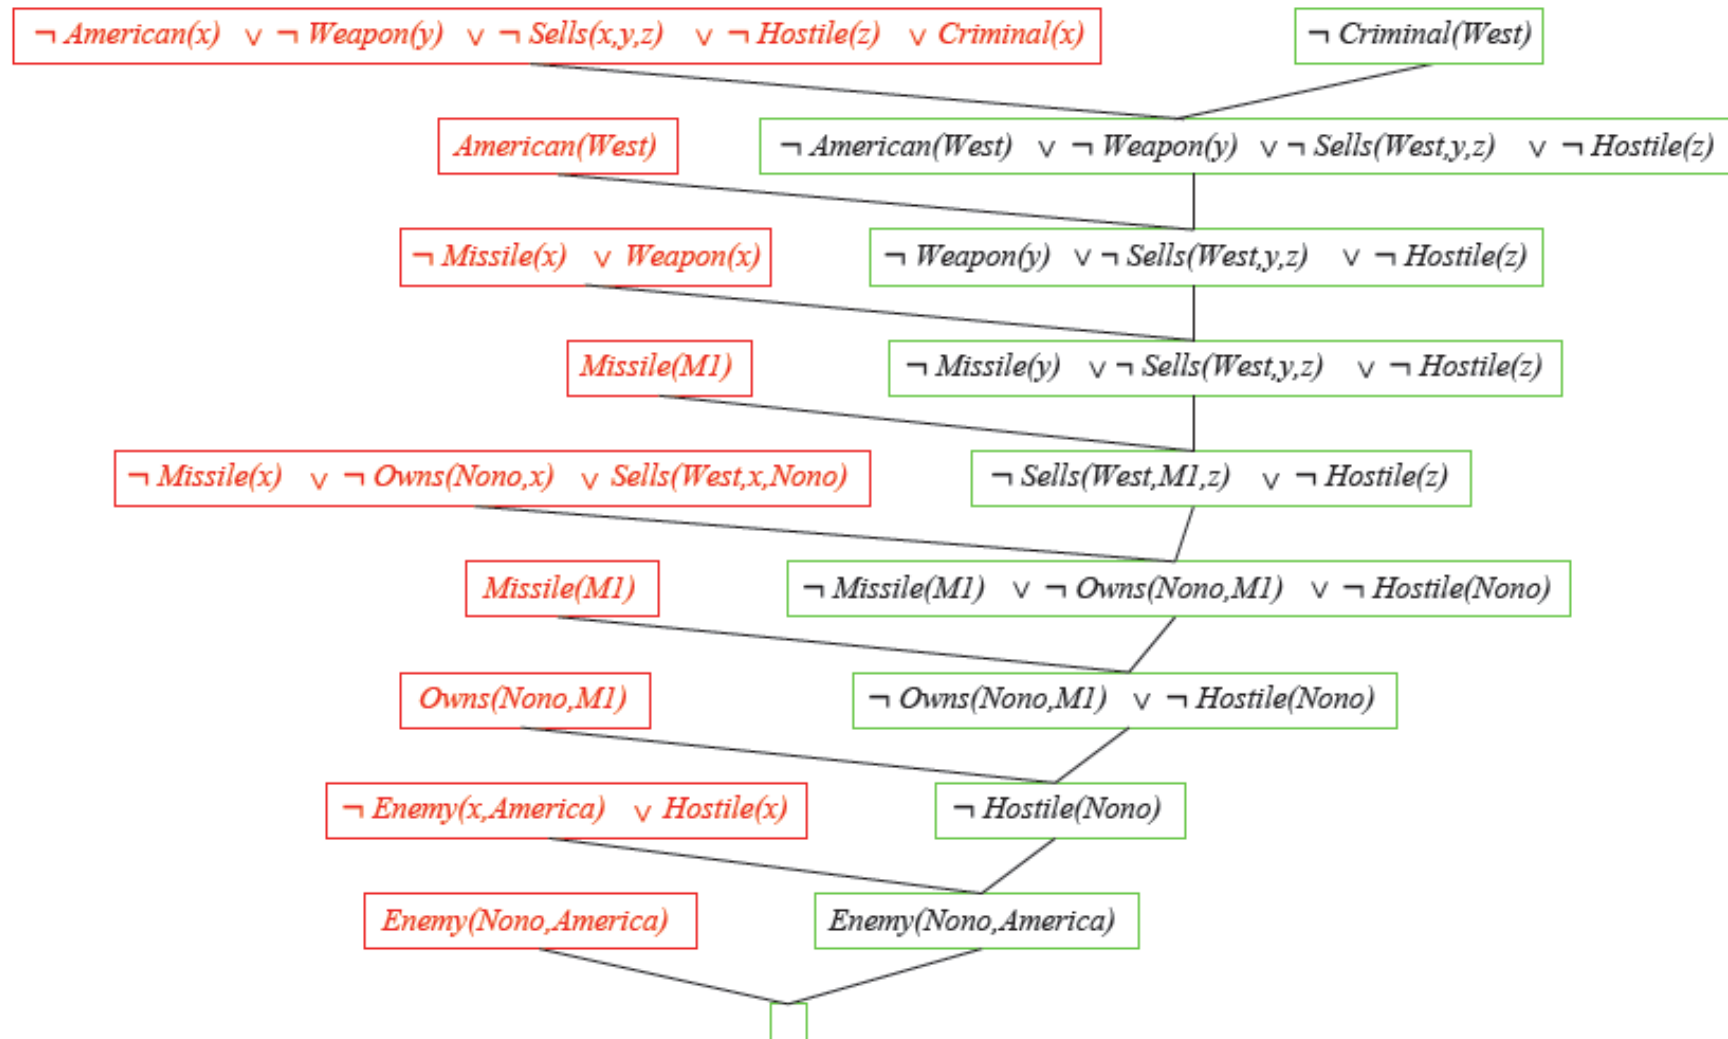 ¬ American(x) ∨ ¬ Weapon(y) ∨ ¬ Sells(x,y,z) ∨ ¬ Hostile(z) ∨ Criminal(x)
¬ Criminal(West)
American(West)
¬ American(West) ∨ ¬ Weapon(y) ∨ ¬ Sells(West,y,z) ∨ ¬ Hostile(z)
¬ Missile(x) ∨ Weapon(x)
¬ Weapon(y) ∨ ¬ Sells(West,y,z) ∨ ¬ Hostile(z)
Missile(M1)
¬ Missile(y) ∨ ¬ Sells(West,y,z) ∨ ¬ Hostile(z)
¬ Missile(x) ∨ ¬ Owns(Nono,x) ∨ Sells(West,x,Nono)
¬ Sells(West,M1,z) ∨ ¬ Hostile(z)
Missile(M1)
¬ Missile(M1) ∨ ¬ Owns(Nono,M1) ∨ ¬ Hostile(Nono)
Owns(Nono,M1)
¬ Owns(Nono,M1) ∨ ¬ Hostile(Nono)
¬ Enemy(x,America) ∨ Hostile(x)
¬ Hostile(Nono)
Enemy(Nono,America)
Enemy(Nono,America)